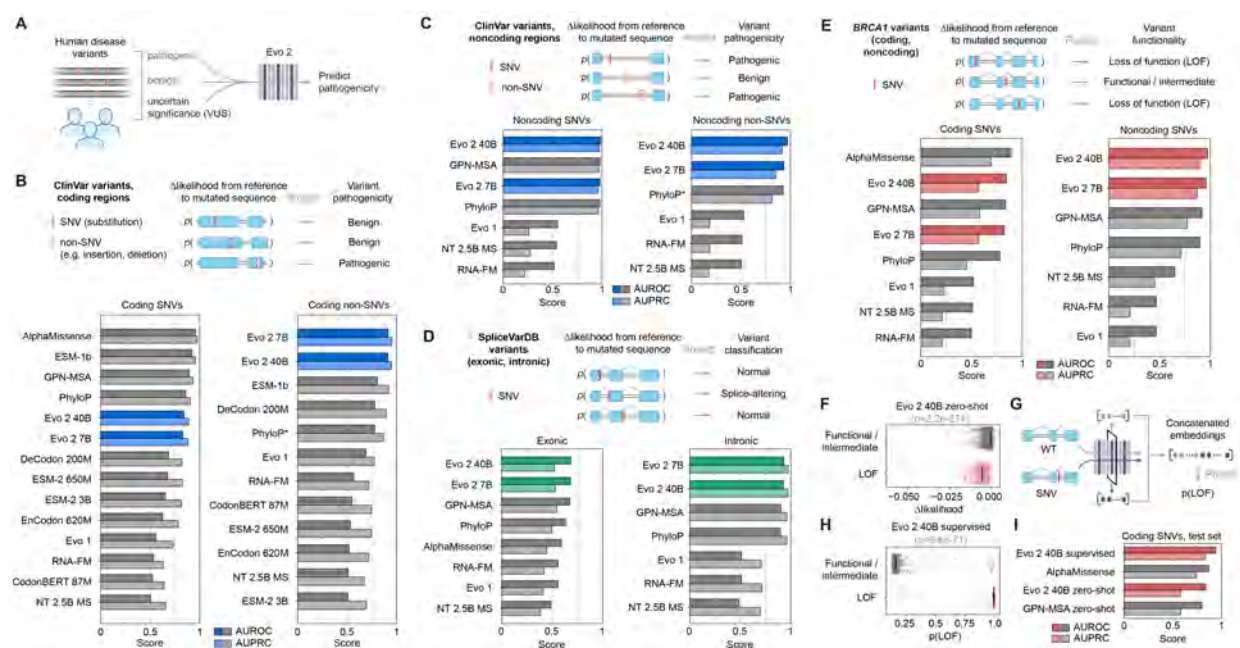 A
Human disease
variants
pathogenic
benign
uncertain
significance (VUS)
Evo 2
Predict
pathogenicity
B
ClinVar variants,
coding regions
SNV (substitution)
non-SNV
(e.g. insertion, deletion)
Δlikelihood from reference
to mutated sequence
p( )
p( )
p( )
Variant
pathogenicity
Benign
Benign
Pathogenic
Coding SNVs
AlphaMissense
ESM-1b
GPN-MSA
PhyloP
Evo 2 40B
Evo 2 7B
DeCodon 200M
ESM-2 650M
ESM-2 3B
EnCodon 620M
Evo 1
RNA-FM
CodonBERT 87M
NT 2.5B MS
0 0.5 1
Score
Coding non-SNVs
Evo 2 7B
Evo 2 40B
ESM-1b
DeCodon 200M
PhyloP*
Evo 1
RNA-FM
CodonBERT 87M
ESM-2 650M
EnCodon 620M
NT 2.5B MS
ESM-2 3B
0 0.5 1
Score
AUROC
AUPRC
C
ClinVar variants,
noncoding regions
SNV
non-SNV
Δlikelihood from reference
to mutated sequence
p( )
p( )
p( )
Variant
pathogenicity
Pathogenic
Benign
Pathogenic
Noncoding SNVs
Evo 2 40B
GPN-MSA
Evo 2 7B
PhyloP
Evo 1
NT 2.5B MS
RNA-FM
0 0.5 1
Score
Noncoding non-SNVs
Evo 2 40B
Evo 2 7B
PhyloP*
Evo 1
RNA-FM
NT 2.5B MS
0 0.5 1
Score
AUROC
AUPRC
D
SpliceVarDB
variants
(exonic, intronic)
SNV
Δlikelihood from reference
to mutated sequence
p( )
p( )
p( )
Variant
classification
Normal
Splice-altering
Normal
Exonic
Evo 2 40B
Evo 2 7B
GPN-MSA
PhyloP
AlphaMissense
RNA-FM
Evo 1
NT 2.5B MS
0 0.5 1
Score
Intronic
Evo 2 7B
Evo 2 40B
GPN-MSA
PhyloP
Evo 1
RNA-FM
NT 2.5B MS
0 0.5 1
Score
AUROC
AUPRC
E
BRCA1 variants
(coding,
noncoding)
SNV
Δlikelihood from reference
to mutated sequence
p( )
p( )
p( )
Variant
functionality
Loss of function (LOF)
Functional / intermediate
Loss of function (LOF)
Coding SNVs
AlphaMissense
Evo 2 40B
GPN-MSA
Evo 2 7B
PhyloP
Evo 1
NT 2.5B MS
RNA-FM
0 0.5 1
Score
Noncoding SNVs
Evo 2 40B
Evo 2 7B
GPN-MSA
PhyloP
NT 2.5B MS
RNA-FM
Evo 1
0 0.5 1
Score
AUROC
AUPRC
F
Evo 2 40B zero-shot
Functional /
intermediate
LOF
−0.050 −0.025 0.000
Δlikelihood
G
WT
SNV
Concatenated
embeddings
p(LOF)
H
Evo 2 40B supervised
Functional /
intermediate
LOF
0.25 0.50 0.75 1.00
p(LOF)
I
Coding SNVs, test set
Evo 2 40B supervised
AlphaMissense
Evo 2 40B zero-shot
GPN-MSA zero-shot
0 0.5 1
Score
AUROC
AUPRC